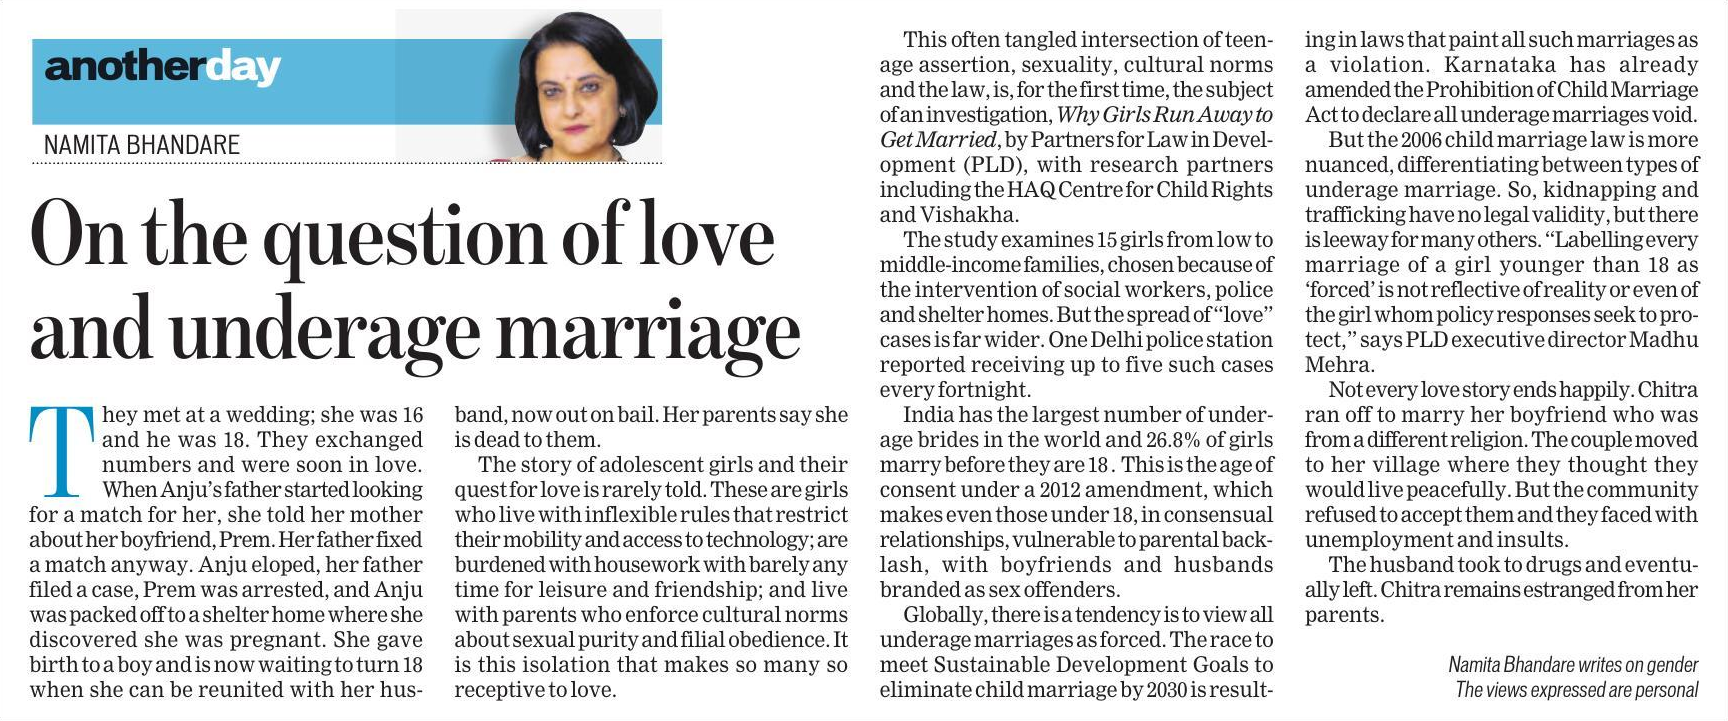 anotherday
NAMITA BHANDARE
On the question of love
and underage marriage
They met at a wedding; she was 16
and he was 18. They exchanged
numbers and were soon in love.
When Anju's father started looking
for a match for her, she told her mother
about her boyfriend, Prem. Her father fixed
a match anyway. Anju eloped, her father
filed a case, Prem was arrested, and Anju
was packed off to a shelter home where she
discovered she was pregnant. She gave
birth to a boy and is now waiting to turn 18
when she can be reunited with her hus-
band, now out on bail. Her parents say she
is dead to them.
The story of adolescent girls and their
quest for love is rarely told. These are girls
who live with inflexible rules that restrict
their mobility and access to technology; are
burdened with housework with barely any
time for leisure and friendship; and live
with parents who enforce cultural norms
about sexual purity and filial obedience. It
is this isolation that makes so many so
receptive to love.
This often tangled intersection of teen-
age assertion, sexuality, cultural norms
and the law, is, for the first time, the subject
of an investigation, Why Girls Run Away to
Get Married, by Partners for Law in Devel-
opment (PLD), with research partners
including the HAQ Centre for Child Rights
and Vishakha.
The study examines 15 girls from low to
middle-income families, chosen because of
the intervention of social workers, police
and shelter homes. But the spread of “love”
cases is far wider. One Delhi police station
reported receiving up to five such cases
every fortnight.
India has the largest number of under-
age brides in the world and 26.8% of girls
marry before they are 18 . This is the age of
consent under a 2012 amendment, which
makes even those under 18, in consensual
relationships, vulnerable to parental back-
lash, with boyfriends and husbands
branded as sex offenders.
Globally, there is a tendency is to view all
underage marriages as forced. The race to
meet Sustainable Development Goals to
eliminate child marriage by 2030 is result-
ing in laws that paint all such marriages as
a violation. Karnataka has already
amended the Prohibition of Child Marriage
Act to declare all underage marriages void.
But the 2006 child marriage law is more
nuanced, differentiating between types of
underage marriage. So, kidnapping and
trafficking have no legal validity, but there
is leeway for many others. “Labelling every
marriage of a girl younger than 18 as
‘forced’ is not reflective of reality or even of
the girl whom policy responses seek to pro-
tect,” says PLD executive director Madhu
Mehra.
Not every love story ends happily. Chitra
ran off to marry her boyfriend who was
from a different religion. The couple moved
to her village where they thought they
would live peacefully. But the community
refused to accept them and they faced with
unemployment and insults.
The husband took to drugs and eventu-
ally left. Chitra remains estranged from her
parents.
Namita Bhandare writes on gender
The views expressed are personal